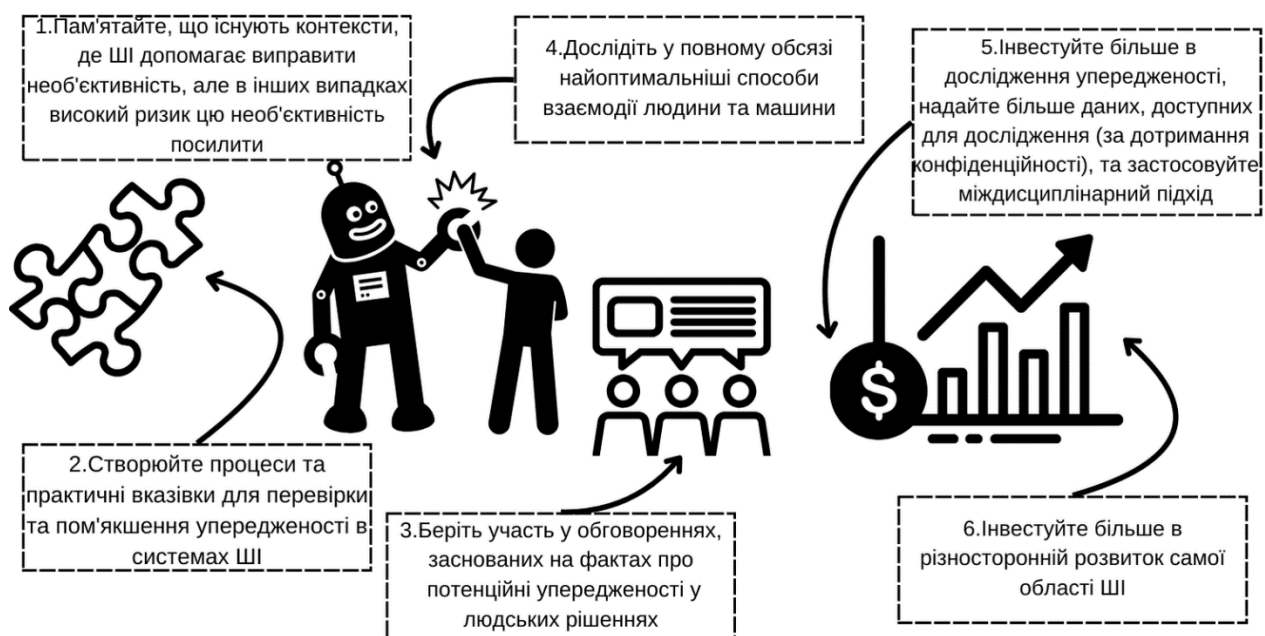 1.Пам'ятайте, що існують контексти,
де ШІ допомагає виправити
необ'єктивність, але в інших випадках
високий ризик цю необ'єктивність
посилити
2.Створюйте процеси та
практичні вказівки для перевірки
та пом'якшення упередженості в
системах ШІ
3.Беріть участь у обговореннях,
заснованих на фактах про
потенційні упередженості у
людських рішеннях
4.Дослідіть у повному обсязі
найоптимальніші способи
взаємодії людини та машини
5.Інвестуйте більше в
дослідження упередженості,
надайте більше даних, доступних
для дослідження (за дотримання
конфіденційності), та застосовуйте
міждисциплінарний підхід
$
6.Інвестуйте більше в
різносторонній розвиток самої
області ШІ